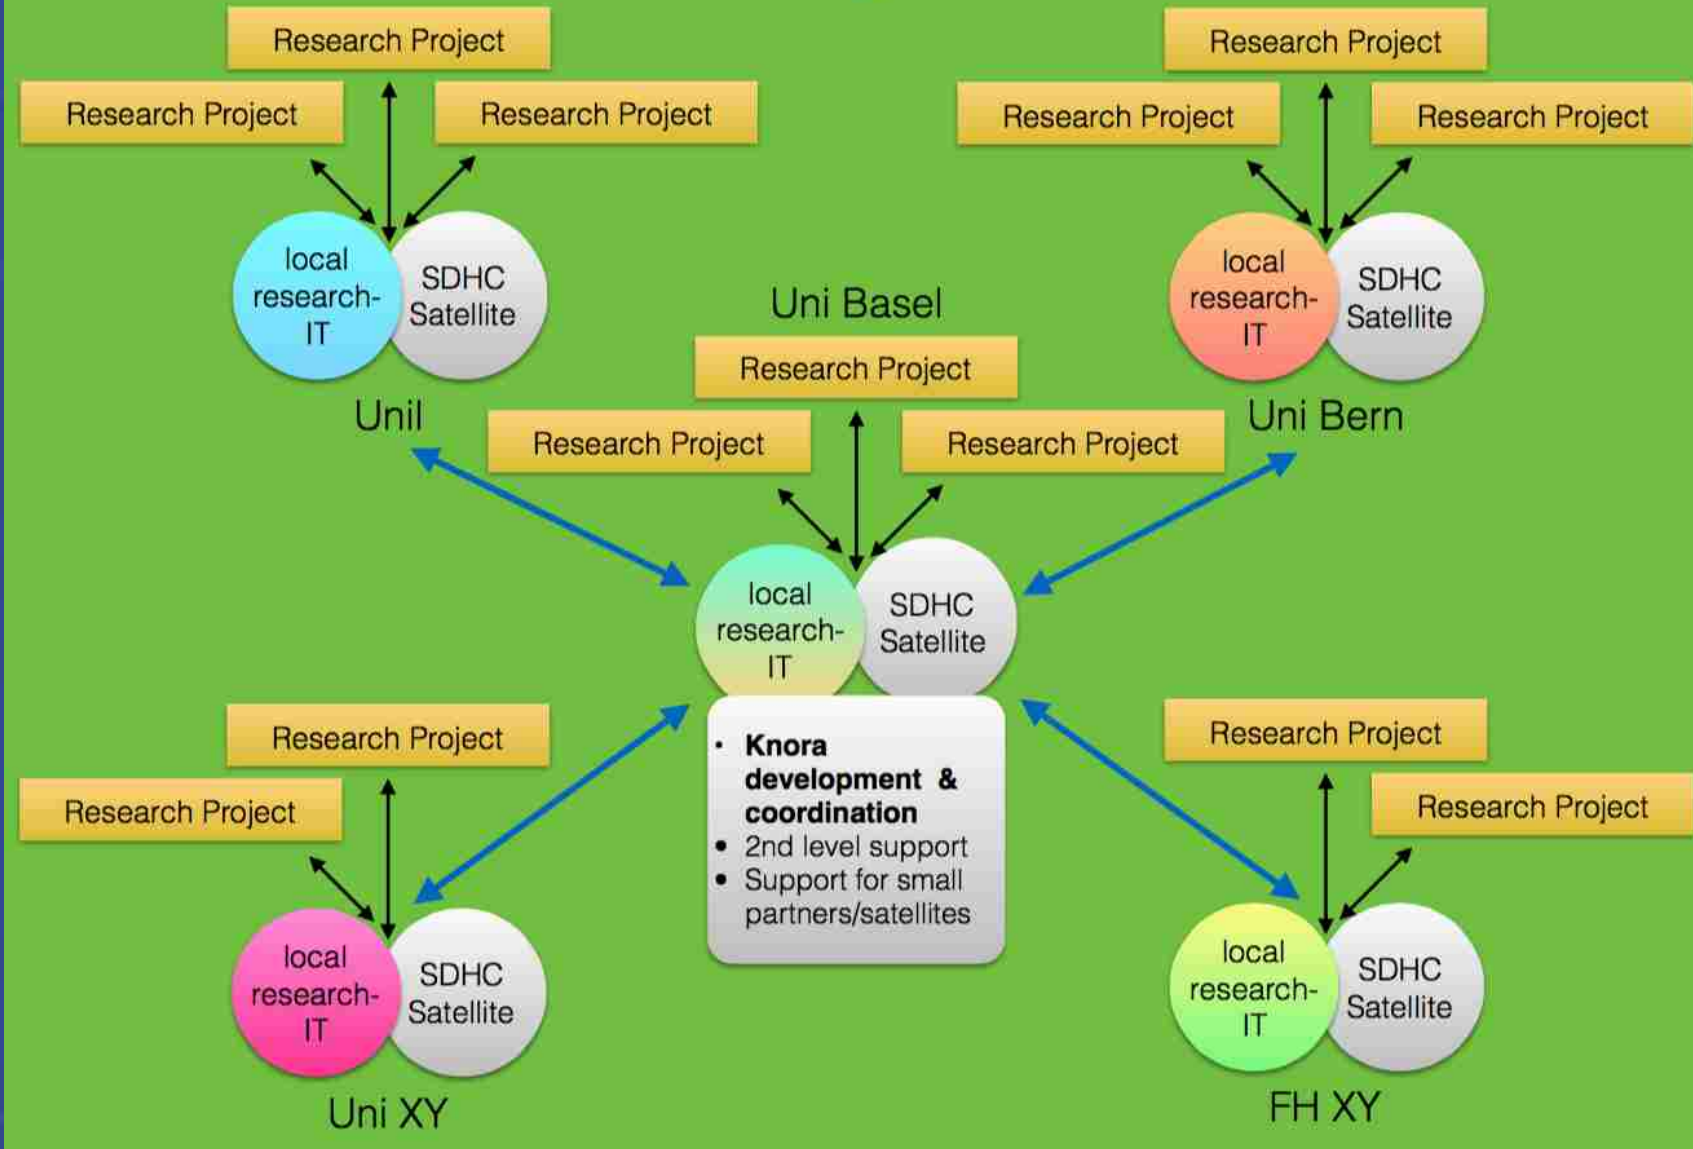 Research Project
Research Project
Research Project
local
research-
IT
SDHC
Satellite
Unil
Research Project
Research Project
Research Project
local
research-
IT
SDHC
Satellite
Uni Bern
Uni Basel
Research Project
Research Project
Research Project
local
research-
IT
SDHC
Satellite
· Knora
development &
coordination
• 2nd level support
• Support for small
partners/satellites
Research Project
Research Project
local
research-
IT
SDHC
Satellite
Uni XY
Research Project
Research Project
local
research-
IT
SDHC
Satellite
FH XY